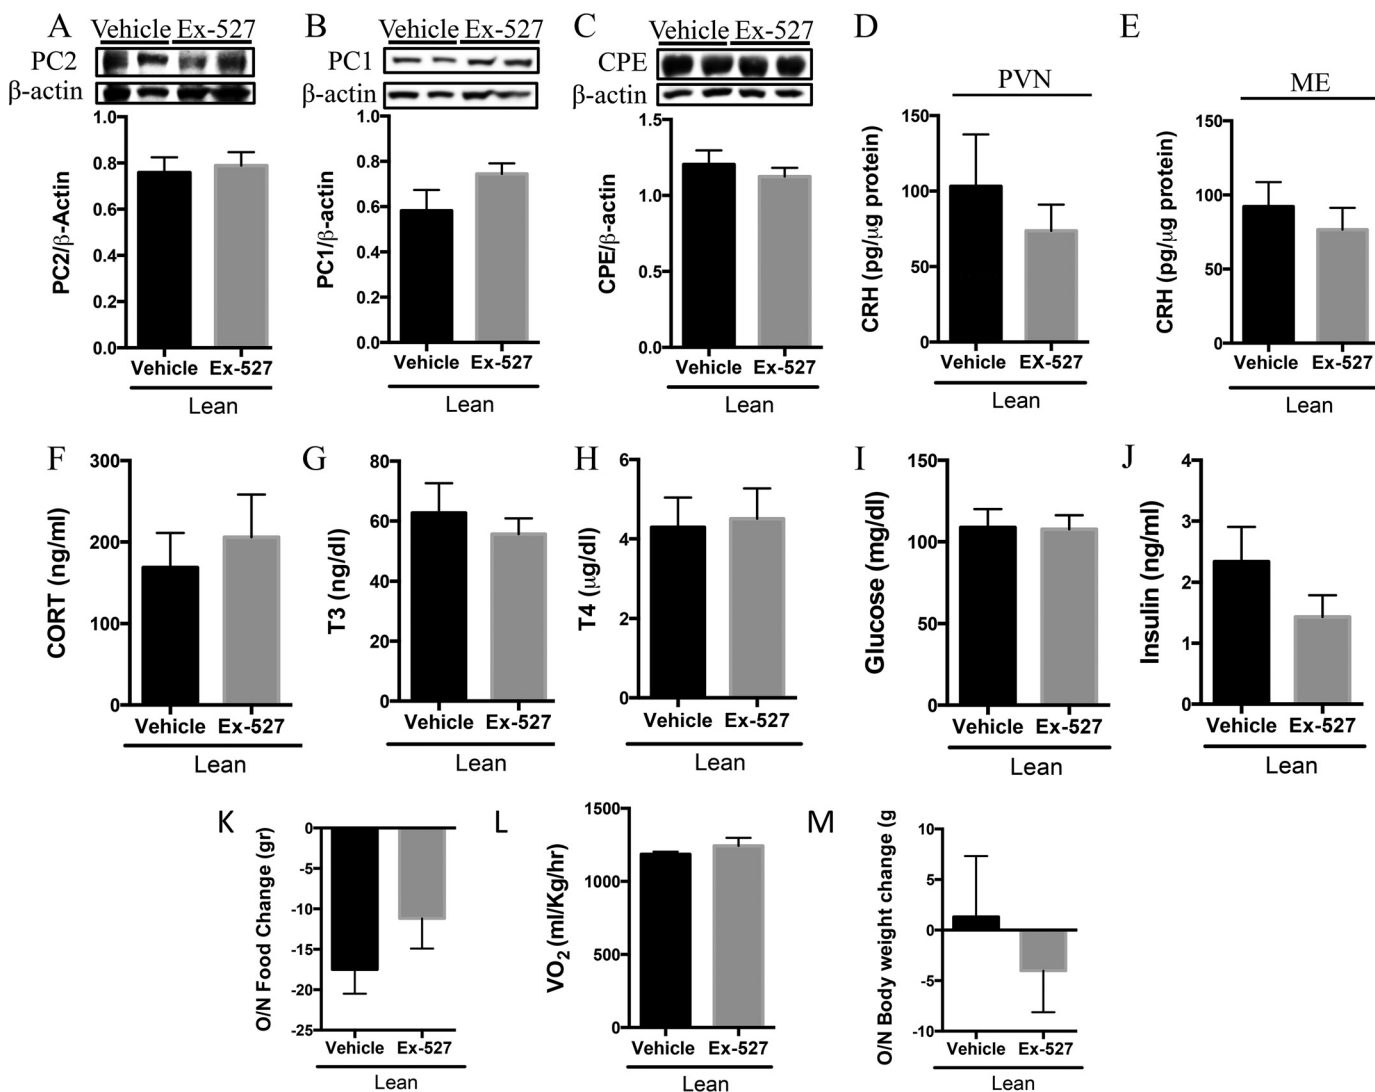 A
Vehicle Ex-527
PC2
β-actin
PC2/β-Actin
1.0
0.8
0.6
0.4
0.2
0.0
Vehicle Ex-527
Lean
B
Vehicle Ex-527
PC1
β-actin
PC1/β-actin
1.0
0.8
0.6
0.4
0.2
0.0
Vehicle Ex-527
Lean
C
Vehicle Ex-527
CPE
β-actin
CPE/β-actin
1.5
1.0
0.5
0.0
Vehicle Ex-527
Lean
D
PVN
CRH (pg/μg protein)
150
100
50
0
Vehicle EX-527
Lean
E
ME
CRH (pg/μg protein)
150
100
50
0
Vehicle Ex-527
Lean
F
CORT (ng/ml)
300
200
100
0
Vehicle Ex-527
Lean
G
T3 (ng/dl)
80
60
40
20
0
Vehicle Ex-527
Lean
H
T4 (μg/dl)
6
4
2
0
Vehicle Ex-527
Lean
I
Glucose (mg/dl)
150
100
50
0
Vehicle Ex-527
Lean
J
Insulin (ng/ml)
4
3
2
1
0
Vehicle Ex-527
Lean
K
O/N Food Change (gr)
0
-5
-10
-15
-20
-25
Vehicle Ex-527
Lean
L
VO2 (ml/Kg/hr)
1500
1000
500
0
Vehicle Ex-527
Lean
M
O/N Body weight change (g
10
5
0
-5
-10
Vehicle Ex-527
Lean